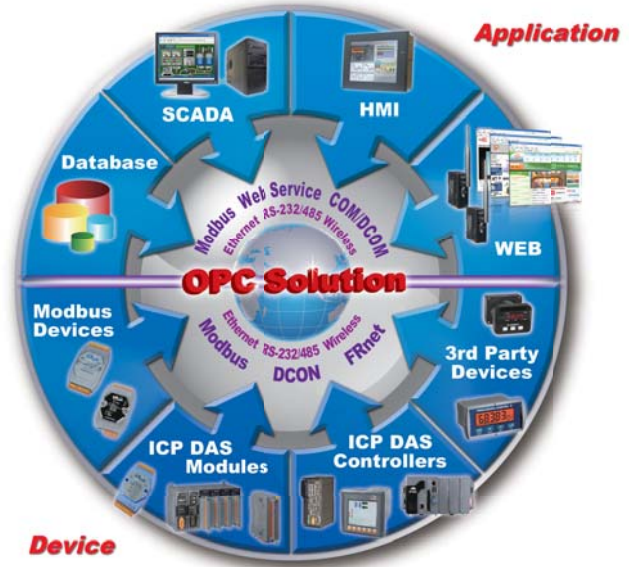 Application
SCADA
HMI
Database
WEB
Modbus Web Service COM/DCOM
Ethernet RS-232/485 Wireless
OPC Solution
Ethernet RS-232/485 Wireless
Modbus DCON FRnet
Modbus
Devices
3rd Party
Devices
ICP DAS
Modules
ICP DAS
Controllers
Device